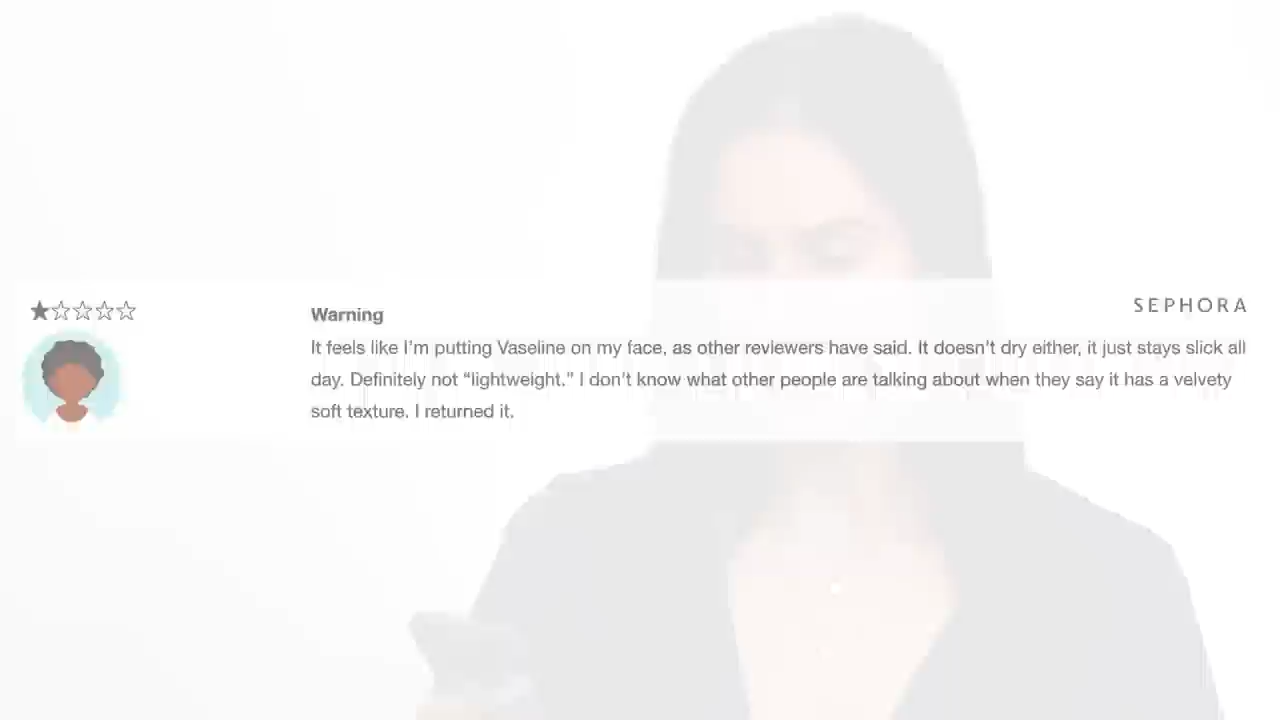 SEPHORA
Warning
It feels like I'm putting Vaseline on my face, as other reviewers have said. It doesn't dry either, it just stays slick all
day. Definitely not “lightweight.” I don't know what other people are talking about when they say it has a velvety
soft texture. I returned it.